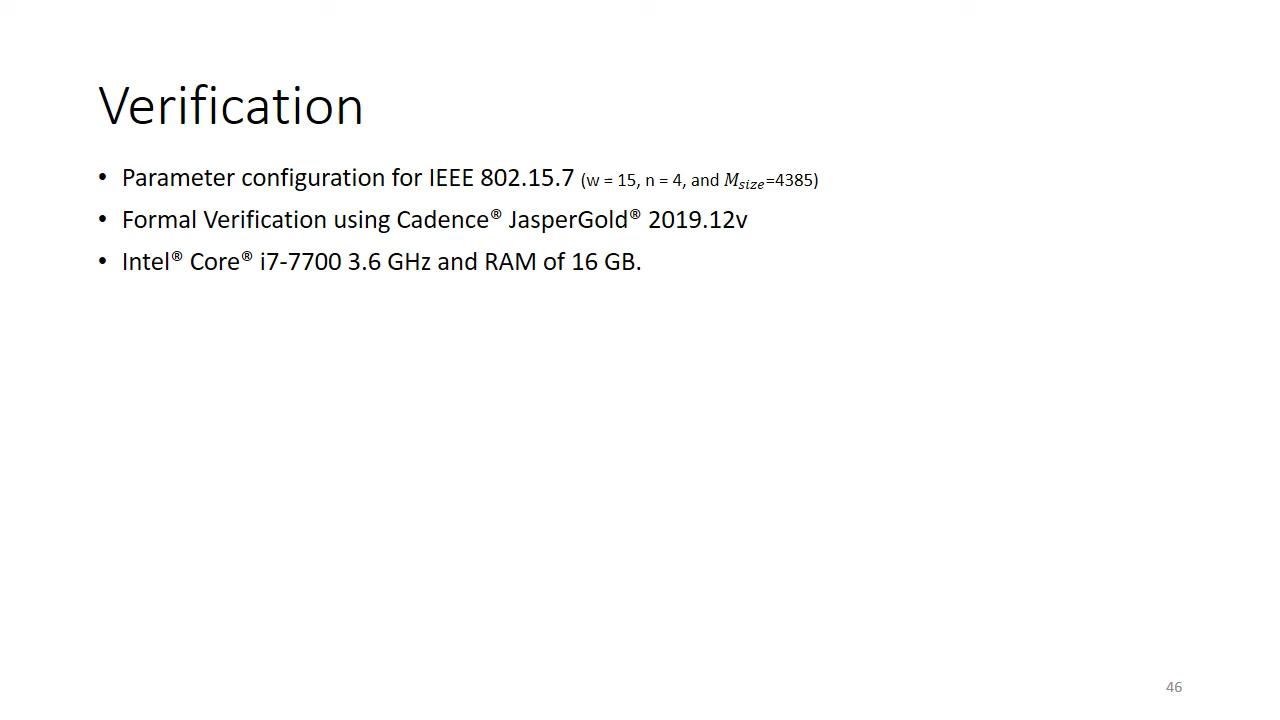 Verification
• Parameter configuration for IEEE 802.15.7 (w = 15, n = 4, and 𝑀𝑠𝑖𝑧𝑒=4385)
• Formal Verification using Cadence® JasperGold® 2019.12v
• Intel® Core® i7-7700 3.6 GHz and RAM of 16 GB.
46